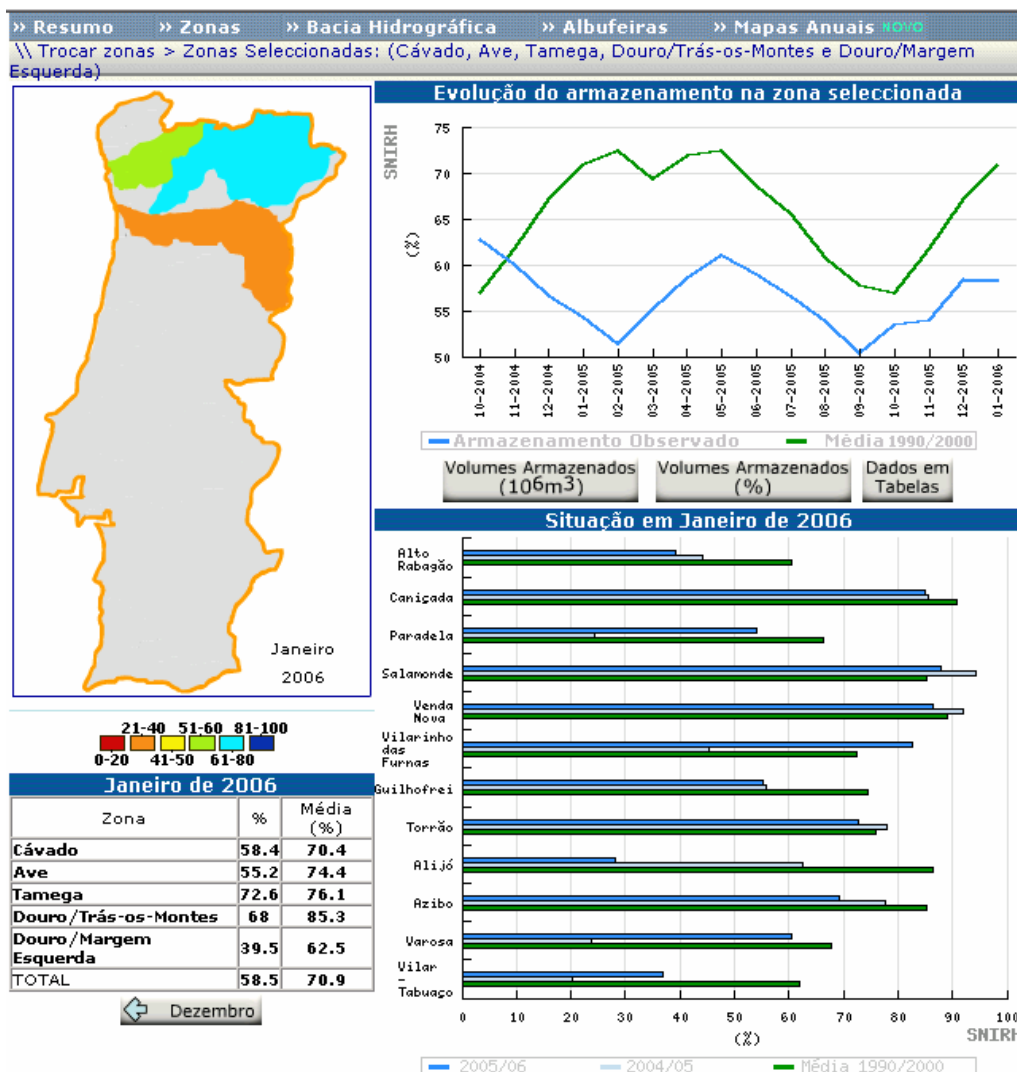 » Resumo » Zonas » Bacia Hidrográfica » Albufeiras » Mapas Anuais NOVO
\\ Trocar zonas > Zonas Seleccionadas: (Cávado, Ave, Tamega, Douro/Trás-os-Montes e Douro/Margem
Esquerda)
Janeiro
2006
21-40 51-60 81-100
0-20 41-50 61-80
Janeiro de 2006
Zona % Média (%)
Cávado 58.4 70.4
Ave 55.2 74.4
Tamega 72.6 76.1
Douro/Trás-os-Montes 68 85.3
Douro/Margem Esquerda 39.5 62.5
TOTAL 58.5 70.9
Dezembro
Evolução do armazenamento na zona seleccionada
SNIRH
(%)
75
70
65
60
55
50
10-2004 11-2004 12-2004 01-2005 02-2005 03-2005 04-2005 05-2005 06-2005 07-2005 08-2005 09-2005 10-2005 11-2005 12-2005 01-2006
Armazenamento Observado Média 1990/2000
Volumes Armazenados (10⁶m³)
Volumes Armazenados (%)
Dados em Tabelas
Situação em Janeiro de 2006
Alto
Rabagão
Caniçada
Paradela
Salamonde
Venda
Nova
Vilarinho
das
Furnas
Guilhofrei
Torrão
Alijó
Azibo
Varosa
Vilar
-
Tabuaço
0 10 20 30 40 50 60 70 80 90 100
(%)
SNIRH
2005/06 2004/05 Média 1990/2000